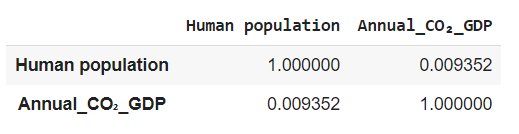 Human population Annual_CO₂_GDP
Human population 1.000000 0.009352
Annual_CO₂_GDP 0.009352 1.000000